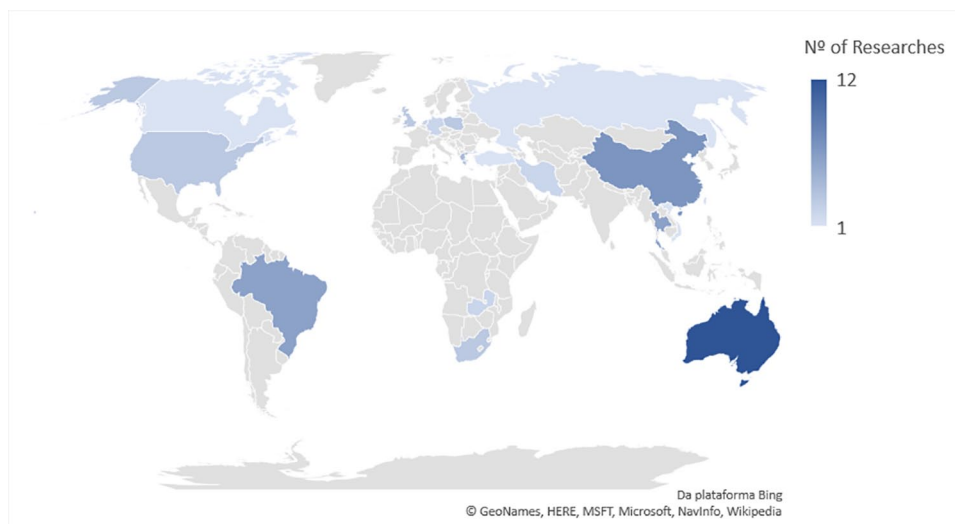 Nº of Researches
12
1
Da plataforma Bing
© GeoNames, HERE, MSFT, Microsoft, NavInfo, Wikipedia